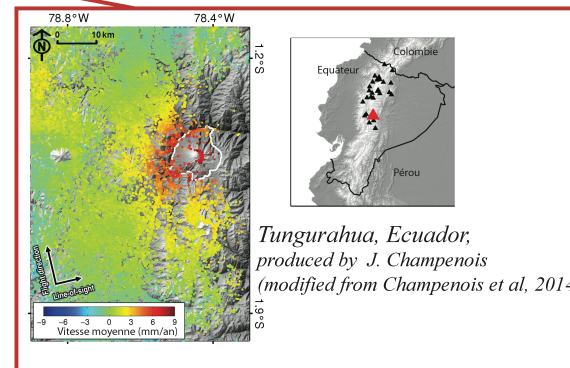 78.8°W 78.4°W
0 10 km
N
1.2°S
Colombie
Equateur
Pérou
Tungurahua, Ecuador,
produced by J. Champenois
(modified from Champenois et al, 2014
Flight direction
Line-of-sight
-9 -6 -3 0 3 6 9
Vitesse moyenne (mm/an)
1.9°S